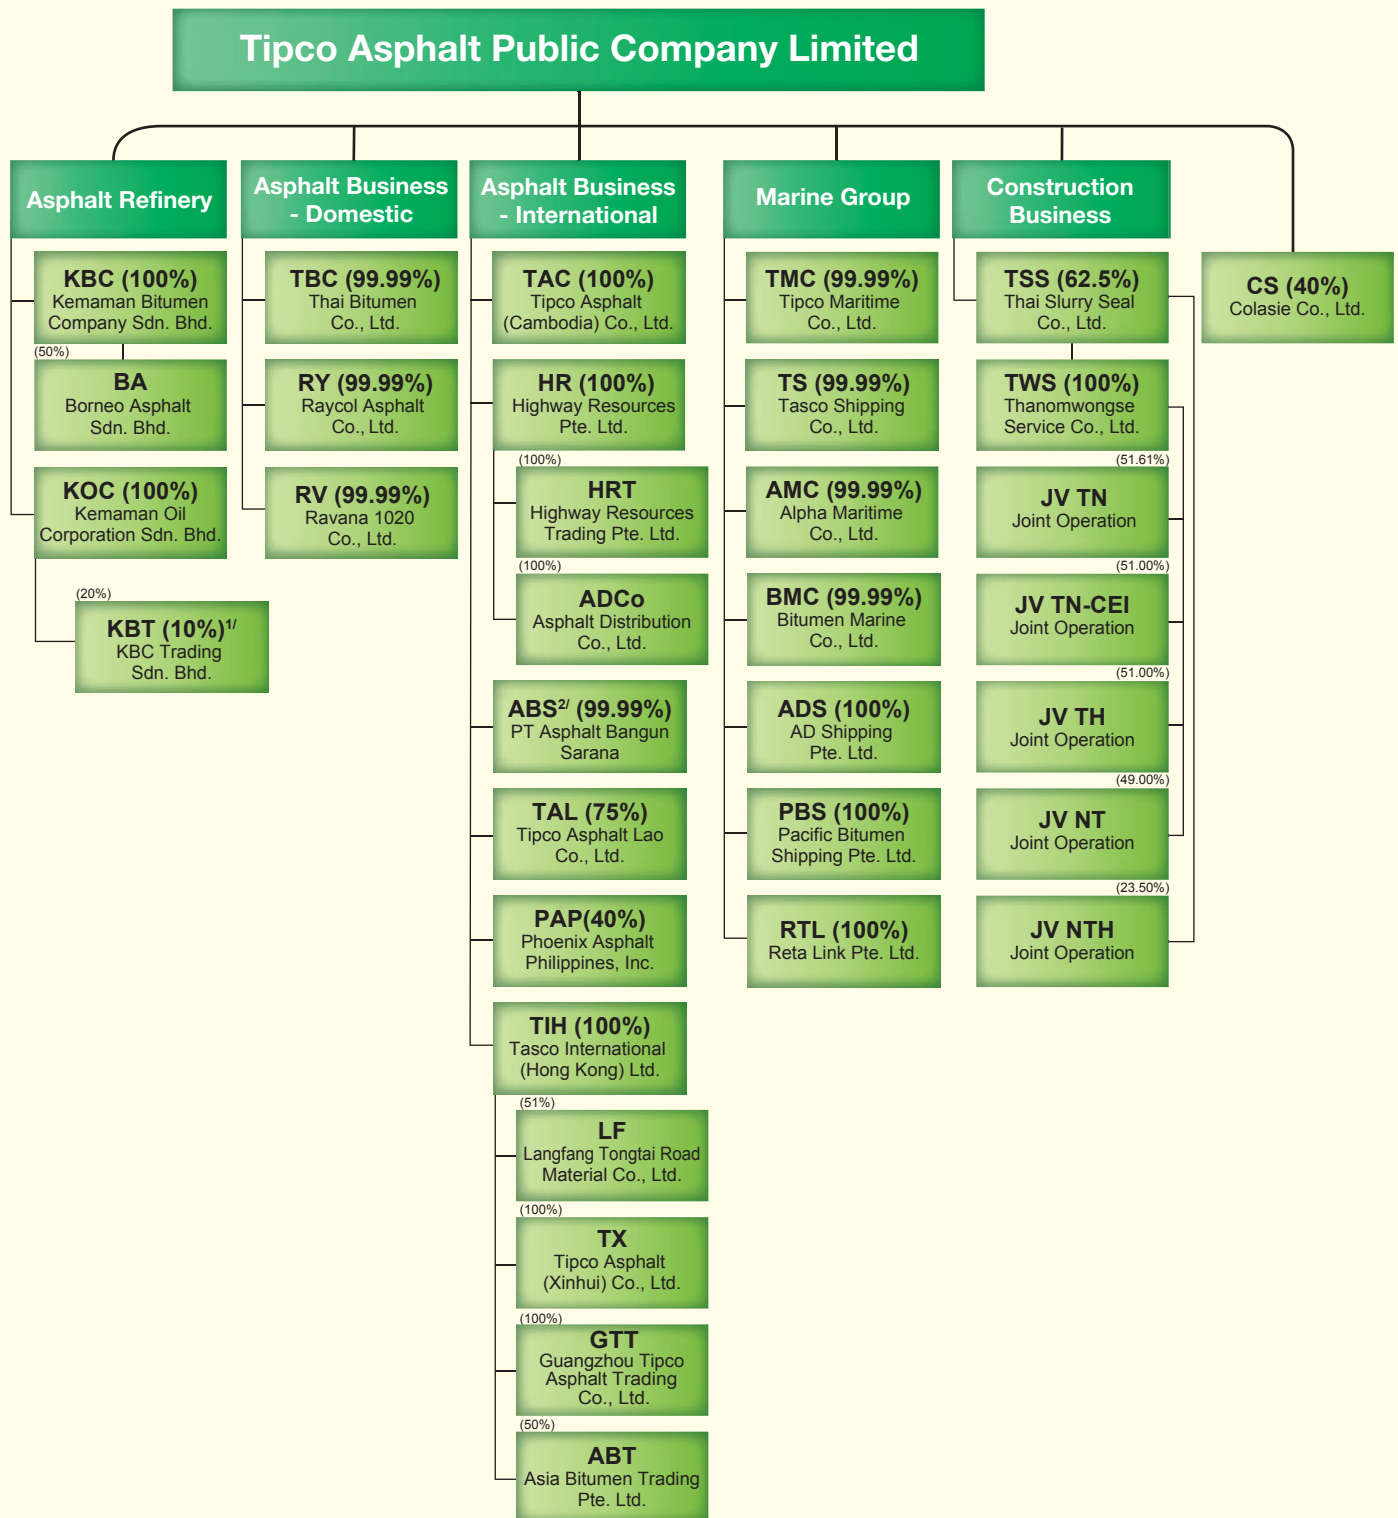 Tipco Asphalt Public Company Limited
Asphalt Refinery
KBC (100%)
Kemaman Bitumen
Company Sdn. Bhd.
(50%)
BA
Borneo Asphalt
Sdn. Bhd.
KOC (100%)
Kemaman Oil
Corporation Sdn. Bhd.
(20%)
KBT (10%)1/
KBC Trading
Sdn. Bhd.
Asphalt Business
- Domestic
TBC (99.99%)
Thai Bitumen
Co., Ltd.
RY (99.99%)
Raycol Asphalt
Co., Ltd.
RV (99.99%)
Ravana 1020
Co., Ltd.
Asphalt Business
- International
TAC (100%)
Tipco Asphalt
(Cambodia) Co., Ltd.
HR (100%)
Highway Resources
Pte. Ltd.
(100%)
HRT
Highway Resources
Trading Pte. Ltd.
(100%)
ADCo
Asphalt Distribution
Co., Ltd.
ABS2/ (99.99%)
PT Asphalt Bangun
Sarana
TAL (75%)
Tipco Asphalt Lao
Co., Ltd.
PAP(40%)
Phoenix Asphalt
Philippines, Inc.
TIH (100%)
Tasco International
(Hong Kong) Ltd.
(51%)
LF
Langfang Tongtai Road
Material Co., Ltd.
(100%)
TX
Tipco Asphalt
(Xinhui) Co., Ltd.
(100%)
GTT
Guangzhou Tipco
Asphalt Trading
Co., Ltd.
(50%)
ABT
Asia Bitumen Trading
Pte. Ltd.
Marine Group
TMC (99.99%)
Tipco Maritime
Co., Ltd.
TS (99.99%)
Tasco Shipping
Co., Ltd.
AMC (99.99%)
Alpha Maritime
Co., Ltd.
BMC (99.99%)
Bitumen Marine
Co., Ltd.
ADS (100%)
AD Shipping
Pte. Ltd.
PBS (100%)
Pacific Bitumen
Shipping Pte. Ltd.
RTL (100%)
Reta Link Pte. Ltd.
Construction
Business
TSS (62.5%)
Thai Slurry Seal
Co., Ltd.
TWS (100%)
Thanomwongse
Service Co., Ltd.
(51.61%)
JV TN
Joint Operation
(51.00%)
JV TN-CEI
Joint Operation
(51.00%)
JV TH
Joint Operation
(49.00%)
JV NT
Joint Operation
(23.50%)
JV NTH
Joint Operation
CS (40%)
Colasie Co., Ltd.